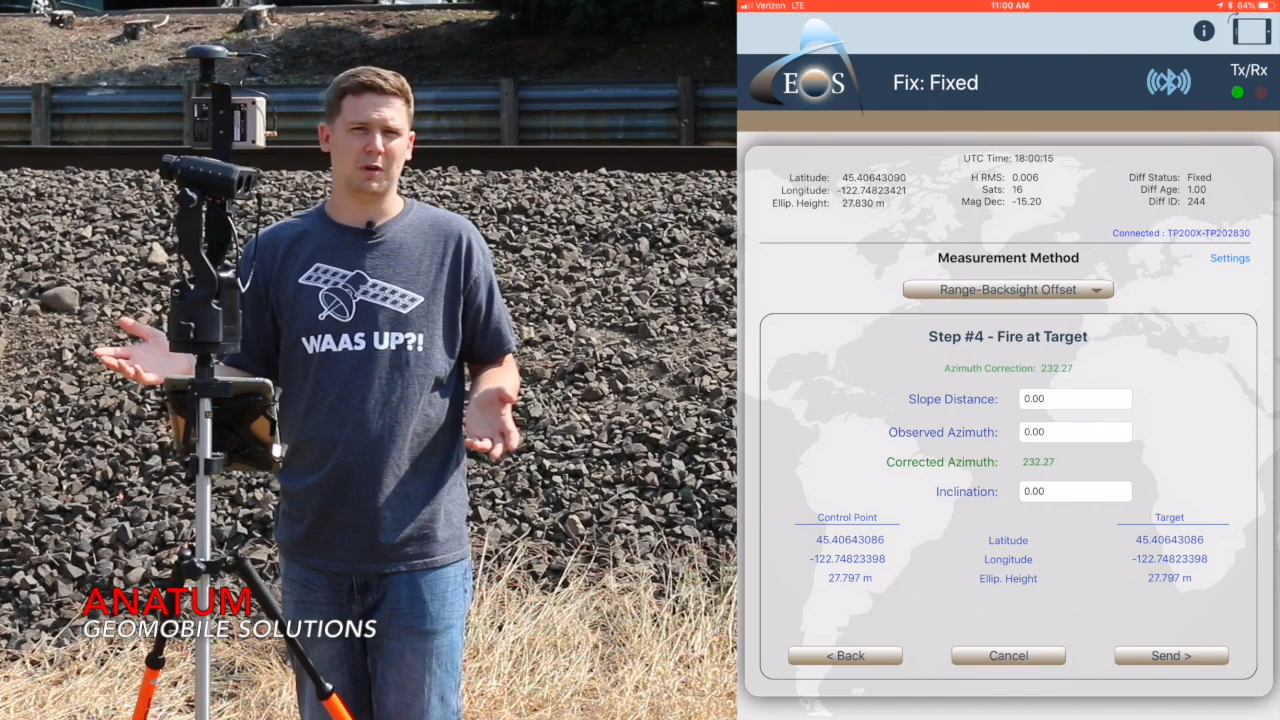 WAAS UP?!
ANATUM
GEOMOBILE SOLUTIONS
Verizon LTE
11:00 AM
64%
EOS
Fix: Fixed
Tx/Rx
UTC Time: 18:00:15
Latitude: 45.40643090
H RMS: 0.006
Diff Status: Fixed
Longitude: -122.74823421
Sats: 16
Diff Age: 1.00
Ellip. Height: 27.830 m
Mag Dec: -15.20
Diff ID: 244
Connected : TP200X-TP202830
Measurement Method
Settings
Range-Backsight Offset
Step #4 - Fire at Target
Azimuth Correction: 232.27
Slope Distance: 0.00
Observed Azimuth: 0.00
Corrected Azimuth: 232.27
Inclination: 0.00
Control Point
Target
45.40643086 Latitude 45.40643086
-122.74823398 Longitude -122.74823398
27.797 m Ellip. Height 27.797 m
< Back
Cancel
Send >